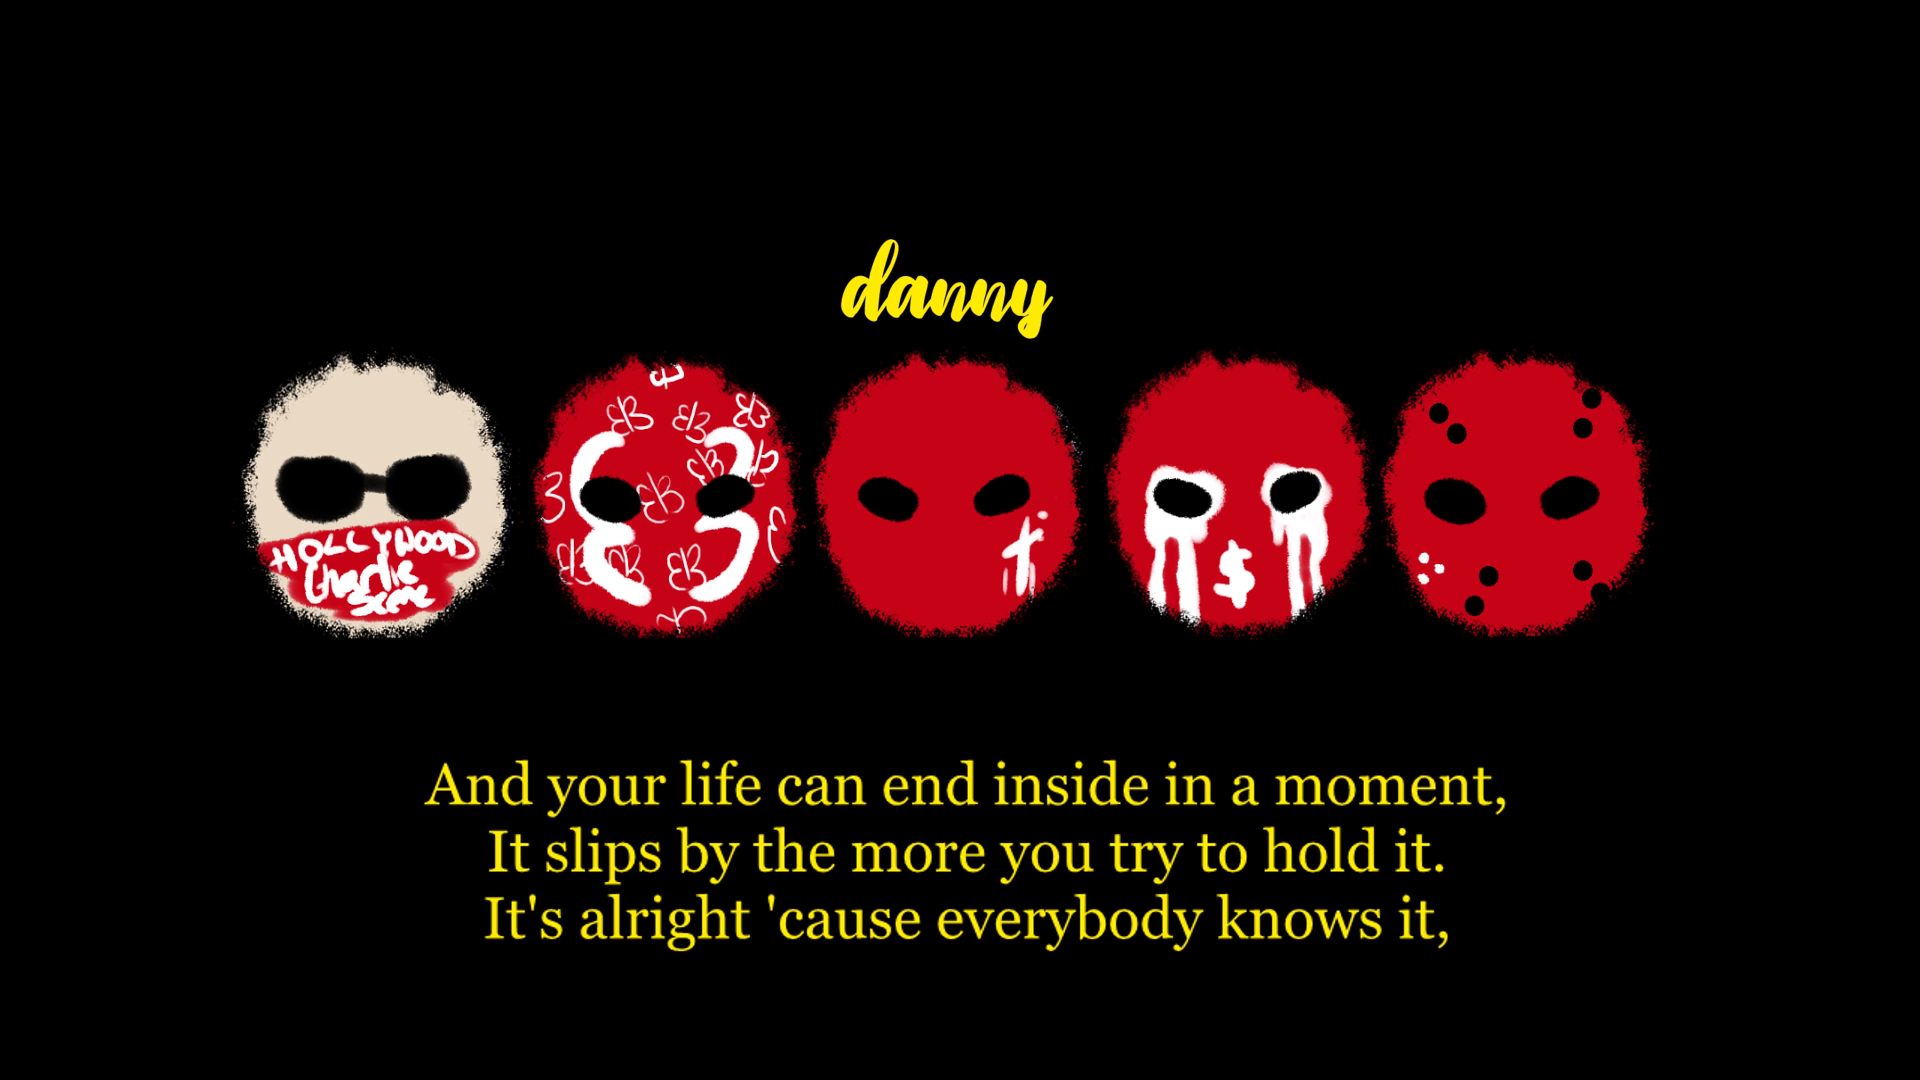 danny
HOLLYWOOD
Charlie
Scene
$
And your life can end inside in a moment,
It slips by the more you try to hold it.
It's alright 'cause everybody knows it,